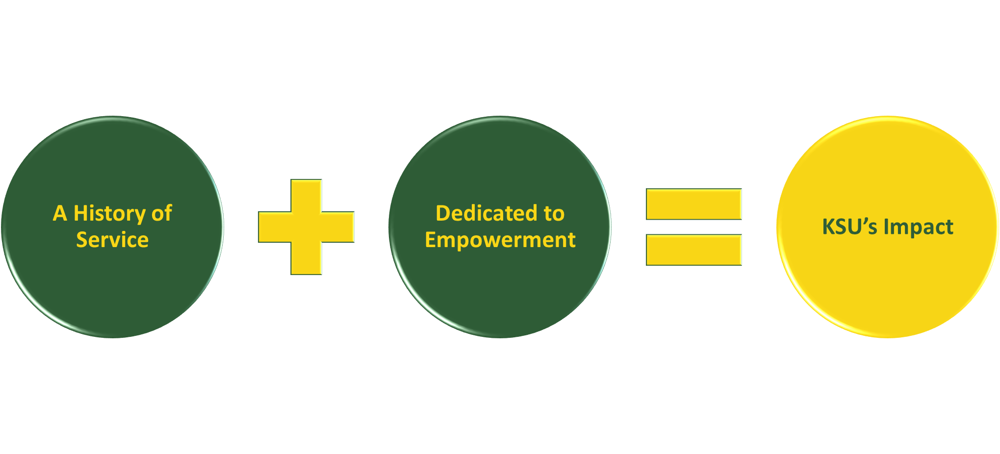 A History of
Service
Dedicated to
Empowerment
KSU’s Impact